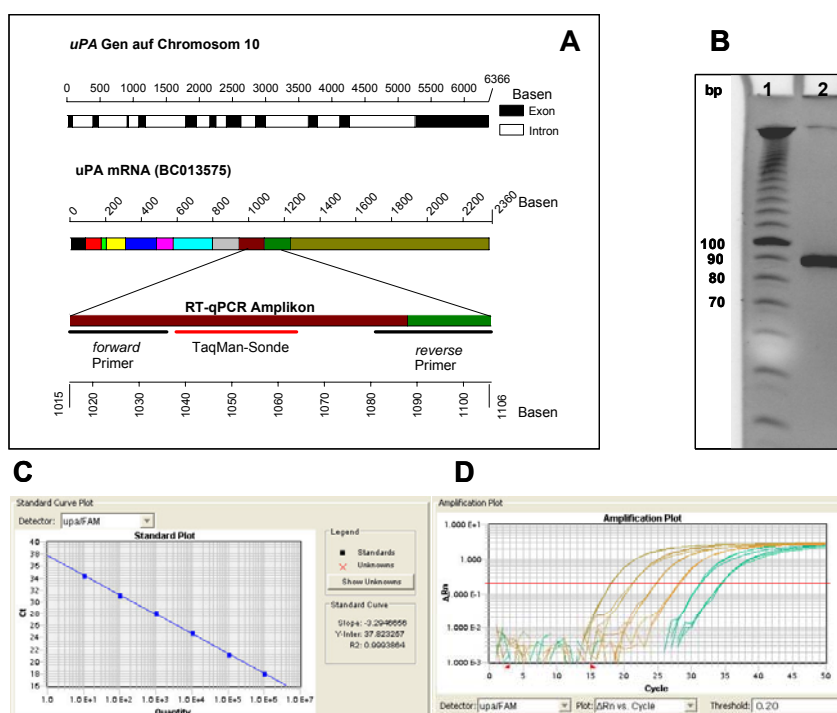 uPA Gen auf Chromosom 10
A
0 500 1000 1500 2000 2500 3000 3500 4000 4500 5000 5500 6000 6366
Basen
Exon
Intron
uPA mRNA (BC013575)
0 200 400 600 800 1000 1200 1400 1600 1800 2000 2200 2360
Basen
RT-qPCR Amplikon
forward
Primer
TaqMan-Sonde
reverse
Primer
1015 1020 1030 1040 1050 1060 1070 1080 1090 1100 1106
Basen
B
bp
1 2
100
90
80
70
C
Standard Curve Plot
Detector: upa/FAM
Standard Plot
40
38
36
34
32
30
28
26
24
22
20
18
16
Ct
1.0 1.0 E+1 1.0 E+2 1.0 E+3 1.0 E+4 1.0 E+5 1.0 E+6 1.0 E+7
Quantity
Legend
Standards
Unknowns
Show Unknowns
Standard Curve
Slope: -3.2946656
Y-Inter: 37.823257
R2: 0.9993864
D
Amplification Plot
Amplification Plot
1.000 E+1
1.000
1.000 E-1
1.000 E-2
1.000 E-3
ΔRn
0 5 10 15 20 25 30 35 40 45 50
Cycle
Detector: upa/FAM Plot: ΔRn vs. Cycle Threshold: 0.20